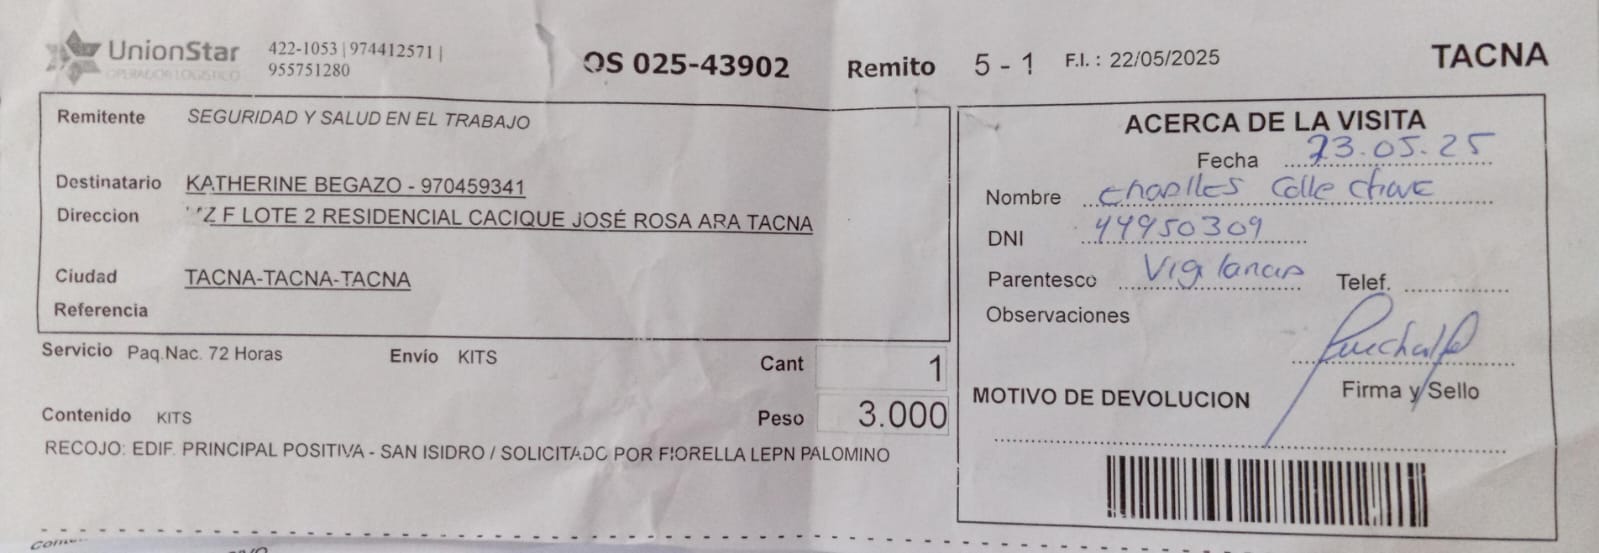 UnionStar
OPERADOR LOGISTICO
422-1053 | 974412571 |
955751280
OS 025-43902
Remito 5 - 1 F.I. : 22/05/2025
TACNA
Remitente SEGURIDAD Y SALUD EN EL TRABAJO
Destinatario KATHERINE BEGAZO - 970459341
Direccion F LOTE 2 RESIDENCIAL CACIQUE JOSÉ ROSA ARA TACNA
Ciudad TACNA-TACNA-TACNA
Referencia
Servicio Paq.Nac. 72 Horas Envío KITS Cant 1
Contenido KITS Peso 3.000
RECOJO: EDIF. PRINCIPAL POSITIVA - SAN ISIDRO / SOLICITADO POR FIORELLA LEPN PALOMINO
ACERCA DE LA VISITA
Fecha 23.05.25
Nombre Calle
DNI 44950309
Parentesco Vigilancia Telef.
Observaciones
Firma y Sello
MOTIVO DE DEVOLUCION